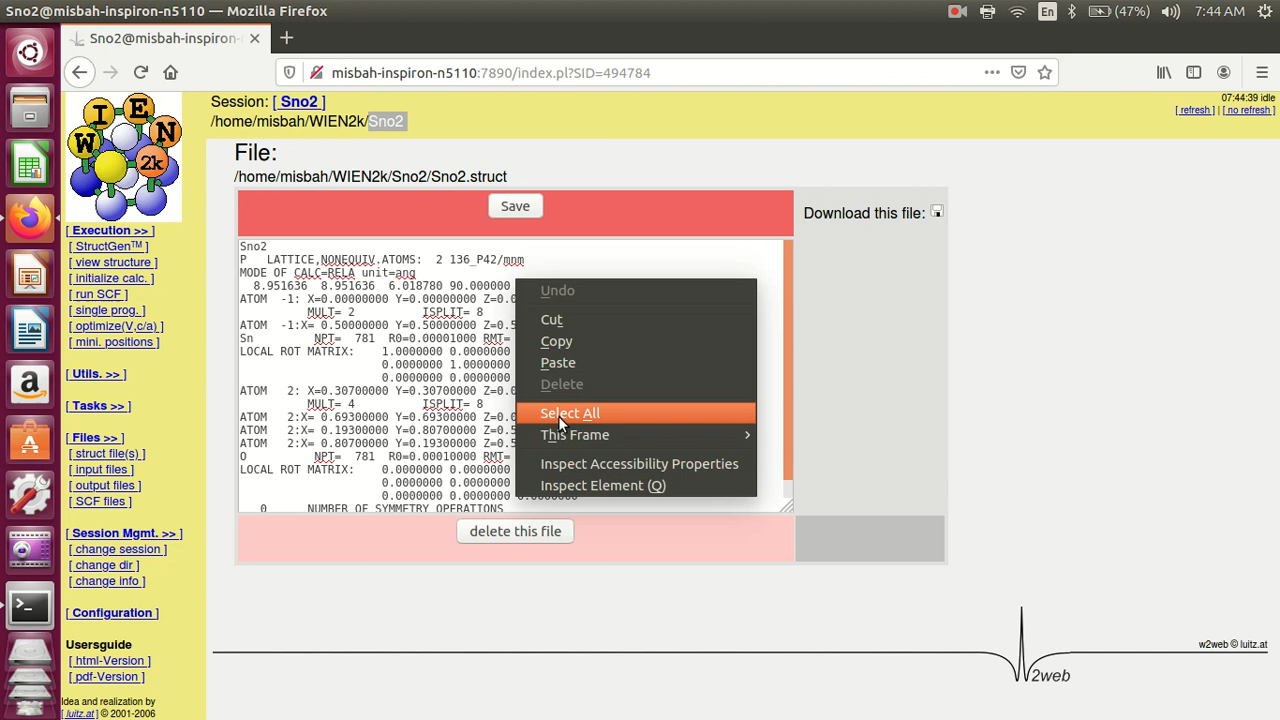 Sno2@misbah-inspiron-n5110 — Mozilla Firefox
En (47%) 7:44 AM
Sno2@misbah-inspiron-
misbah-inspiron-n5110:7890/index.pl?SID=494784
WIEN
2k
Session: [ Sno2 ]
/home/misbah/WIEN2k/Sno2
07:44:39 idle
[ refresh ] | [ no refresh ]
File:
/home/misbah/WIEN2k/Sno2/Sno2.struct
Save
Download this file:
Sno2
P LATTICE,NONEQUIV.ATOMS: 2 136_P42/mnm
MODE OF CALC=RELA unit=ang
8.951636 8.951636 6.018780 90.000000
ATOM -1: X=0.00000000 Y=0.00000000 Z=0.0
MULT= 2 ISPLIT= 8
ATOM -1:X= 0.50000000 Y=0.50000000 Z=0.5
Sn NPT= 781 R0=0.00001000 RMT=
LOCAL ROT MATRIX: 1.0000000 0.0000000
0.0000000 1.0000000
0.0000000 0.0000000
ATOM 2: X=0.30700000 Y=0.30700000 Z=0.0
MULT= 4 ISPLIT= 8
ATOM 2:X= 0.69300000 Y=0.69300000 Z=0.0
ATOM 2:X= 0.19300000 Y=0.80700000 Z=0.5
ATOM 2:X= 0.80700000 Y=0.19300000 Z=0.5
O NPT= 781 R0=0.00010000 RMT=
LOCAL ROT MATRIX: 0.0000000 0.0000000
0.0000000 0.0000000
0.0000000 0.0000000 0.0000000
0 NUMBER OF SYMMETRY OPERATIONS
Undo
Cut
Copy
Paste
Delete
Select All
This Frame
Inspect Accessibility Properties
Inspect Element (Q)
delete this file
[ Execution >> ]
[ StructGen™ ]
[ view structure ]
[ initialize calc. ]
[ run SCF ]
[ single prog. ]
[ optimize(V,c/a) ]
[ mini. positions ]
[ Utils. >> ]
[ Tasks >> ]
[ Files >> ]
[ struct file(s) ]
[ input files ]
[ output files ]
[ SCF files ]
[ Session Mgmt. >> ]
[ change session ]
[ change dir ]
[ change info ]
[ Configuration ]
Usersguide
[ html-Version ]
[ pdf-Version ]
Idea and realization by
[ luitz.at ] © 2001-2006
w2web © luitz.at
2web